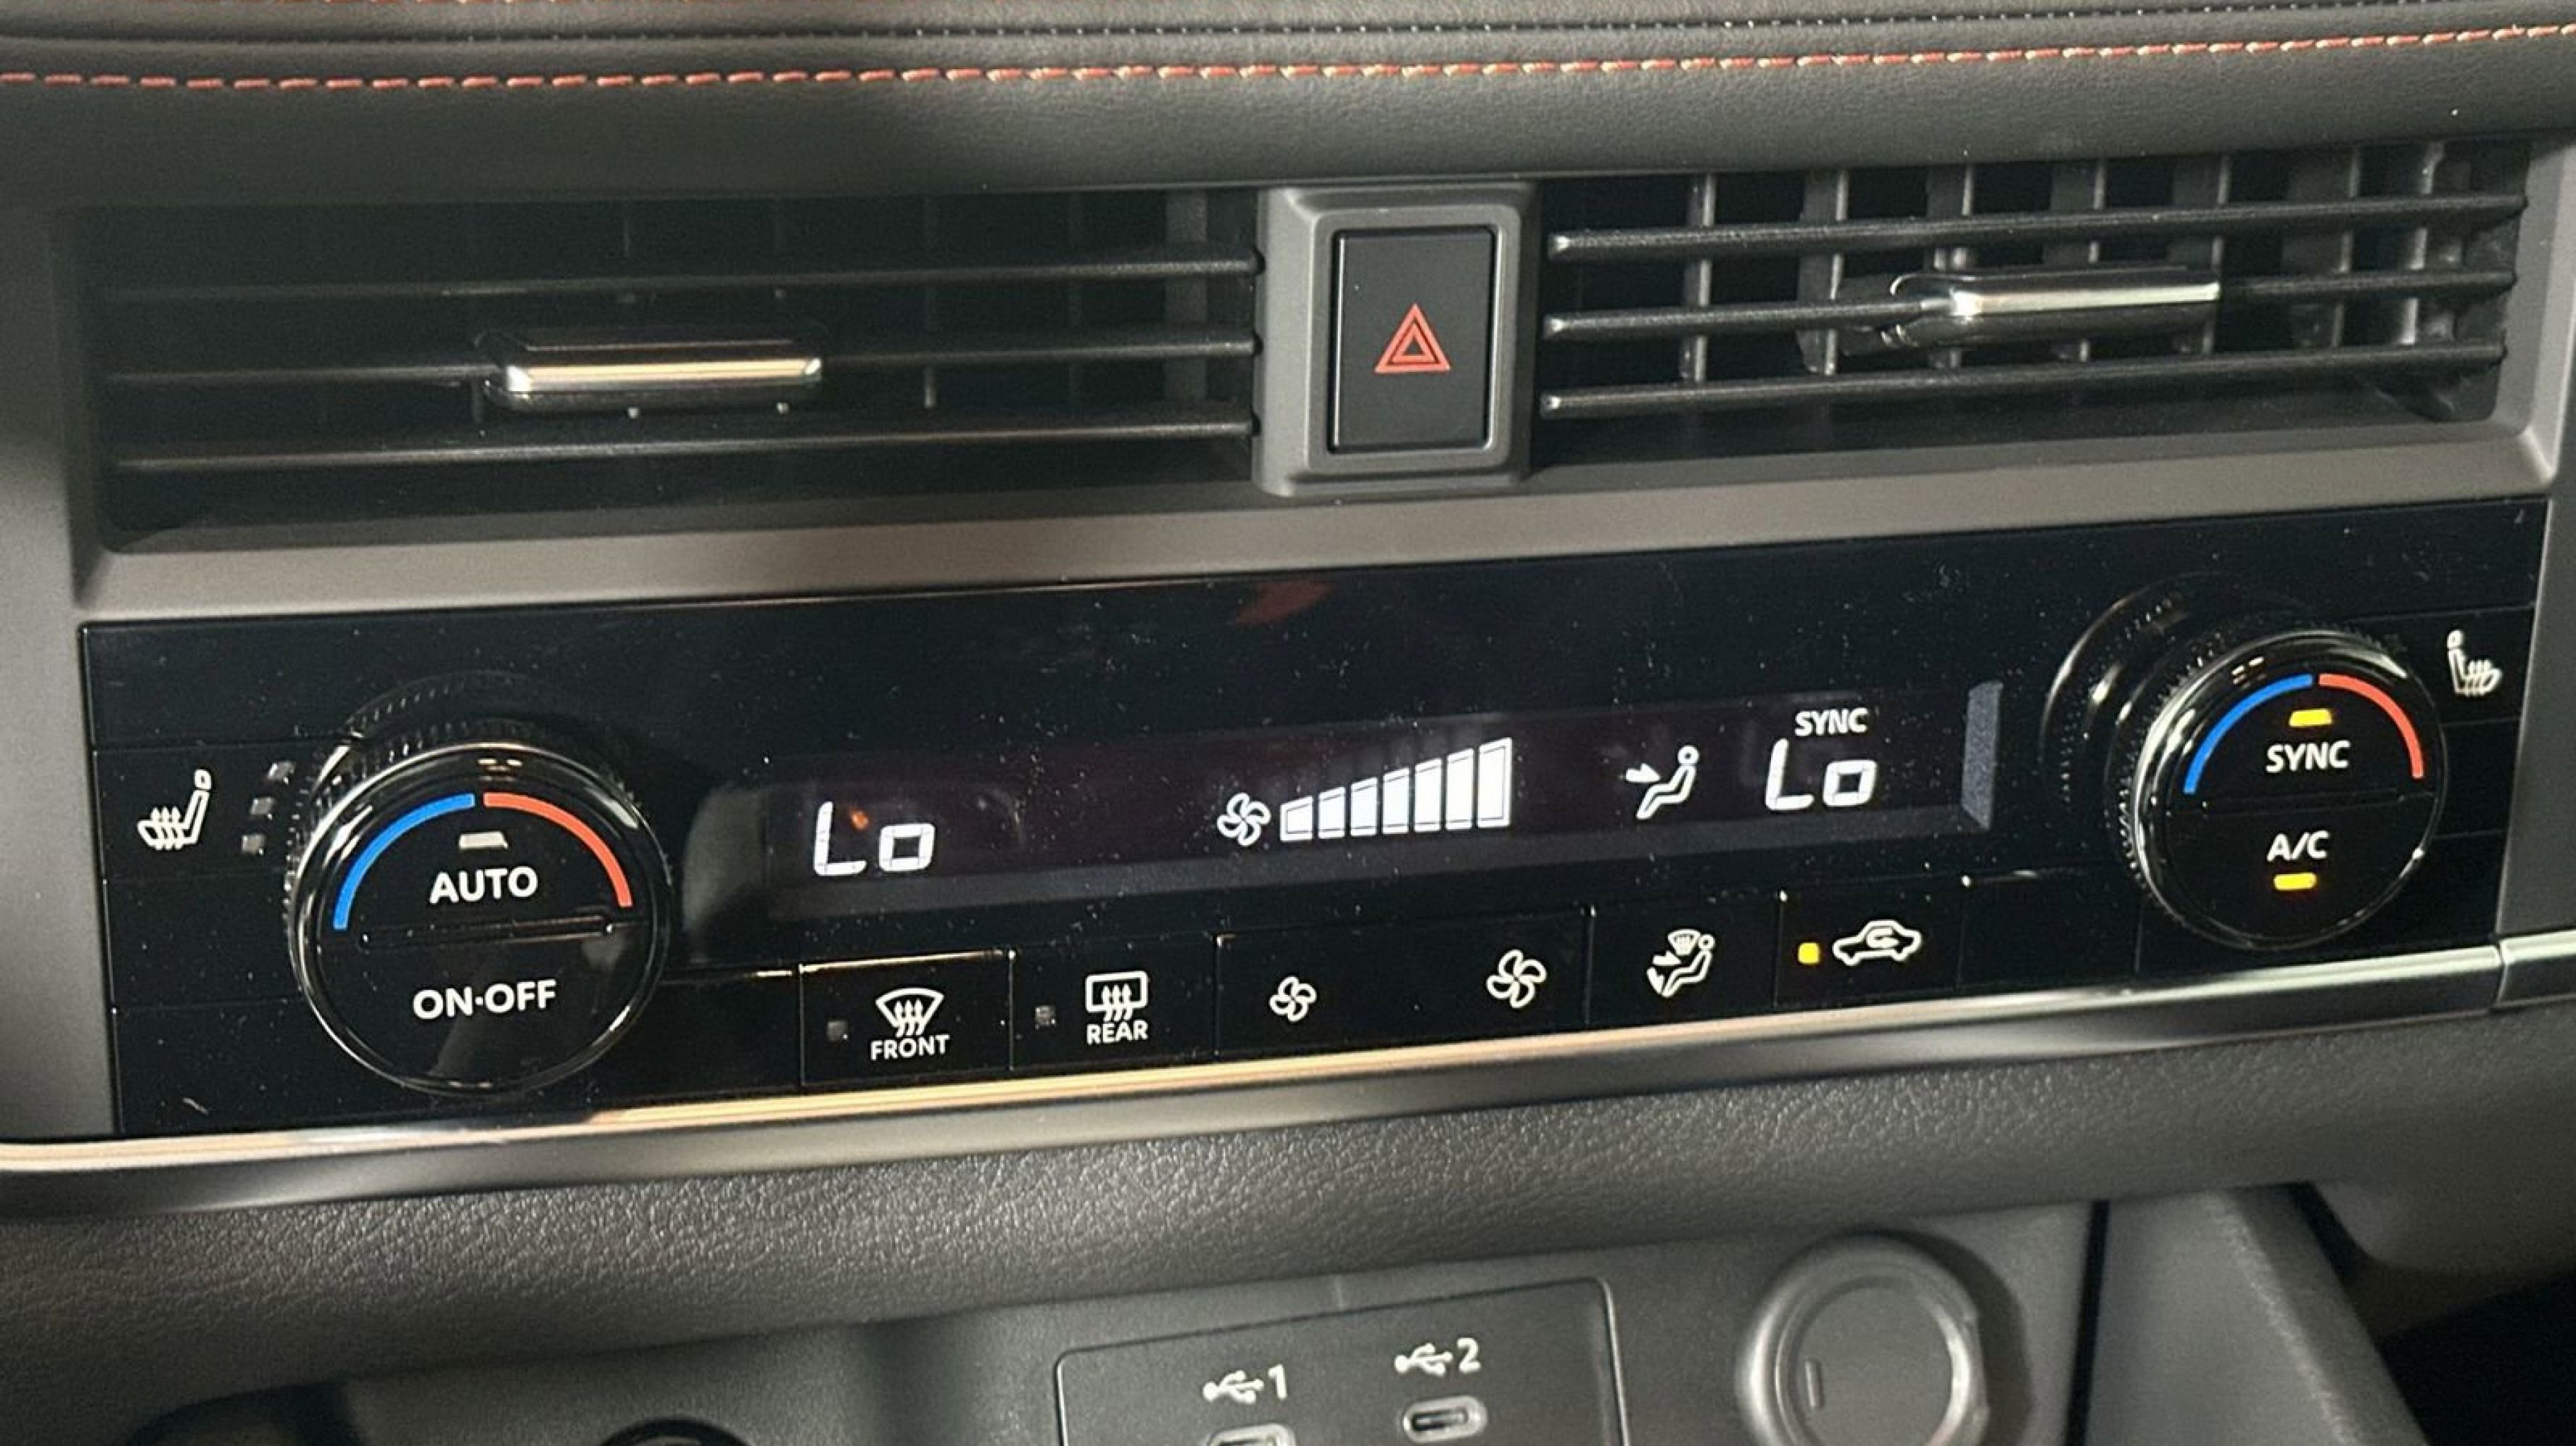 SYNC
Lo
Lo
SYNC
A/C
AUTO
ON·OFF
FRONT
REAR
1
2